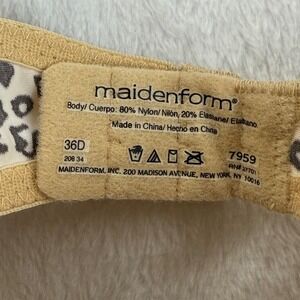 maidenform®
Body/ Cuerpo: 80% Nylon/ Nilón, 20% Elastane/ Elastano
Made in China/ Hecho en China
36D
7959
MAIDENFORM, INC. 200 MADISON AVENUE, NEW YORK, NY 10016